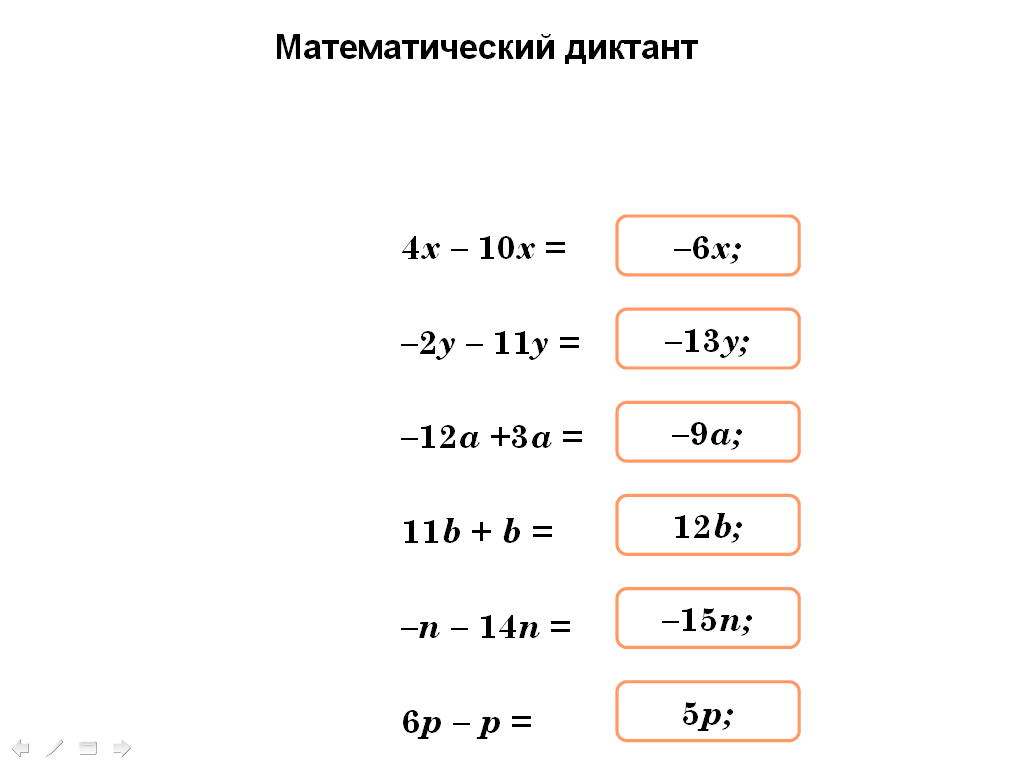 Математический диктант
4x – 10x = –6x;
–2y – 11y = –13y;
–12a +3a = –9a;
11b + b = 12b;
–n – 14n = –15n;
6p – p = 5p;